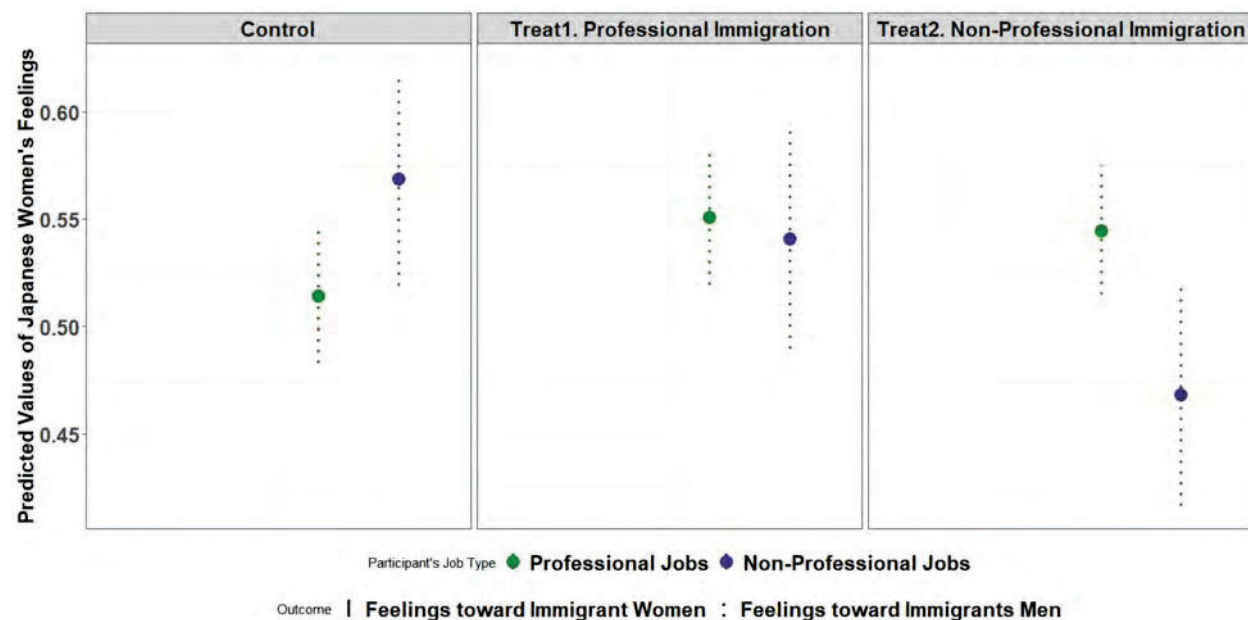 Control
Treat1. Professional Immigration
Treat2. Non-Professional Immigration
Predicted Values of Japanese Women's Feelings
0.60
0.55
0.50
0.45
Participant's Job Type Professional Jobs Non-Professional Jobs
Outcome Feelings toward Immigrant Women Feelings toward Immigrants Men